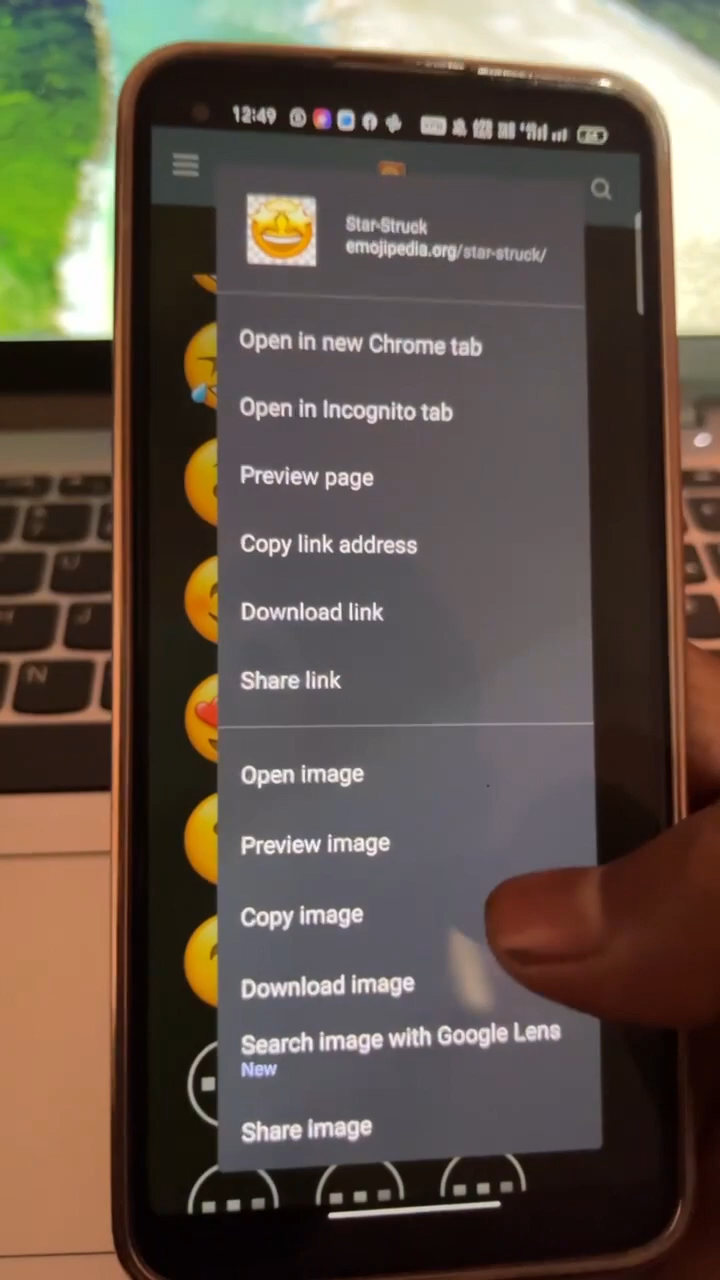 12:49
Star-Struck
emojipedia.org/star-struck/
Open in new Chrome tab
Open in Incognito tab
Preview page
Copy link address
Download link
Share link
Open image
Preview image
Copy image
Download image
Search image with Google Lens
New
Share image
N